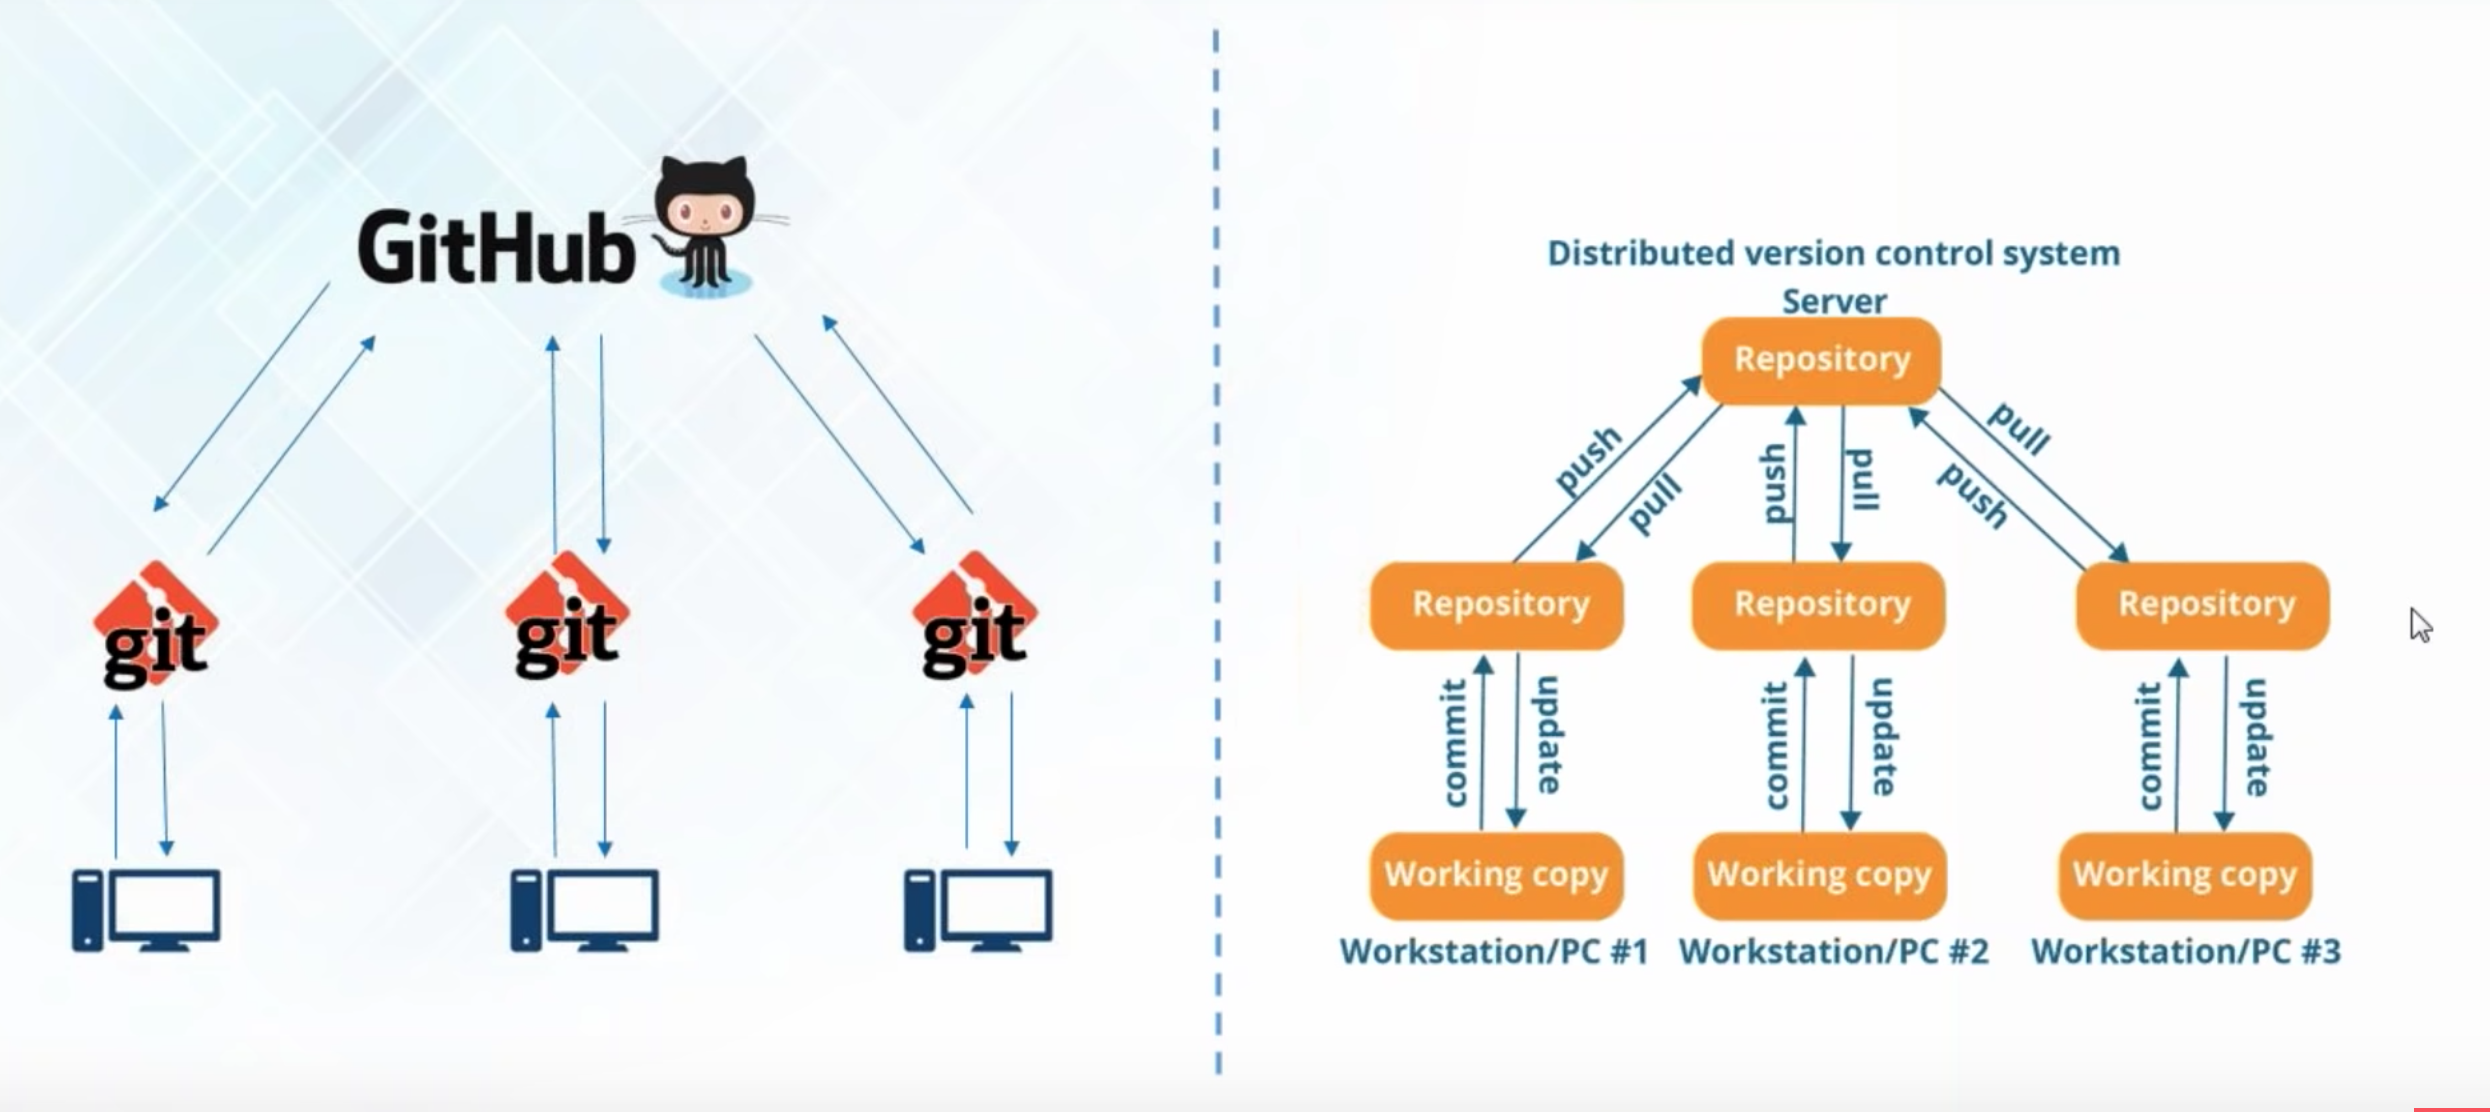 GitHub
git
git
git
Distributed version control system
Server
Repository
push
pull
push
pull
push
pull
Repository
Repository
Repository
commit
update
commit
update
commit
update
Working copy
Working copy
Working copy
Workstation/PC #1
Workstation/PC #2
Workstation/PC #3